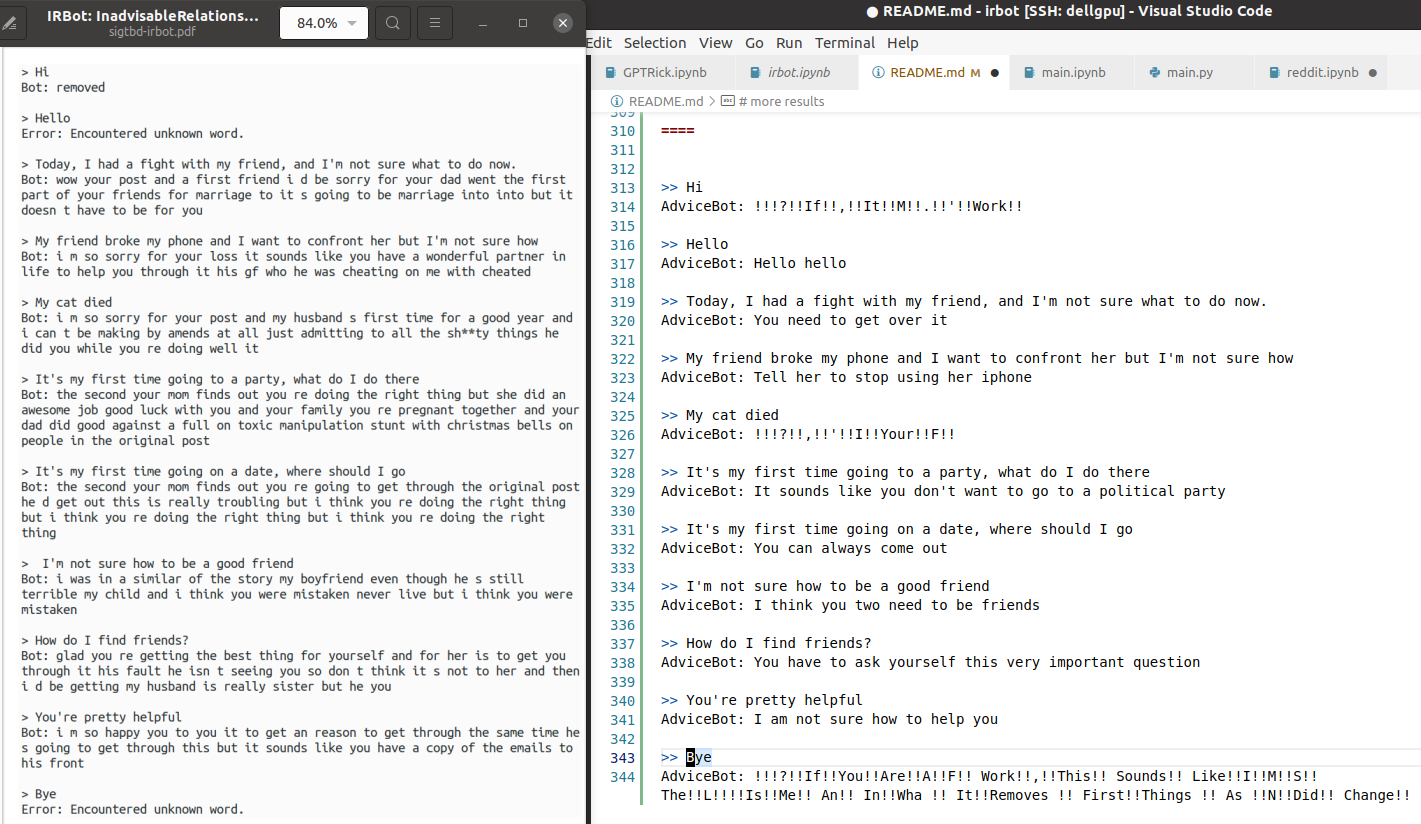 IRBot: InadvisableRelations...
sigtbd-irbot.pdf
84.0%
> Hi
Bot: removed
> Hello
Error: Encountered unknown word.
> Today, I had a fight with my friend, and I'm not sure what to do now.
Bot: wow your post and a first friend i d be sorry for your dad went the first
part of your friends for marriage to it s going to be marriage into into but it
doesn t have to be for you
> My friend broke my phone and I want to confront her but I'm not sure how
Bot: i m so sorry for your loss it sounds like you have a wonderful partner in
life to help you through it his gf who he was cheating on me with cheated
> My cat died
Bot: i m so sorry for your post and my husband s first time for a good year and
i can t be making by amends at all just admitting to all the sh**ty things he
did you while you re doing well it
> It's my first time going to a party, what do I do there
Bot: the second your mom finds out you re doing the right thing but she did an
awesome job good luck with you and your family you re pregnant together and your
dad did good against a full on toxic manipulation stunt with christmas bells on
people in the original post
> It's my first time going on a date, where should I go
Bot: the second your mom finds out you re going to get through the original post
he d get out this is really troubling but i think you re doing the right thing
but i think you re doing the right thing but i think you re doing the right
thing
>  I'm not sure how to be a good friend
Bot: i was in a similar of the story my boyfriend even though he s still
terrible my child and i think you were mistaken never live but i think you were
mistaken
> How do I find friends?
Bot: glad you re getting the best thing for yourself and for her is to get you
through it his fault he isn t seeing you so don t think it s not to her and then
i d be getting my husband is really sister but he you
> You're pretty helpful
Bot: i m so happy you to you it to get an reason to get through the same time he
s going to get through this but it sounds like you have a copy of the emails to
his front
> Bye
Error: Encountered unknown word.
● README.md - irbot [SSH: dellgpu] - Visual Studio Code
Edit Selection View Go Run Terminal Help
GPTRick.ipynb irbot.ipynb README.md M ● main.ipynb main.py reddit.ipynb ●
README.md > # more results
309
310 ====
311
312
313 >> Hi
314 AdviceBot: !!!?!!If!!,!!It!!M!!.!!'!!Work!!
315
316 >> Hello
317 AdviceBot: Hello hello
318
319 >> Today, I had a fight with my friend, and I'm not sure what to do now.
320 AdviceBot: You need to get over it
321
322 >> My friend broke my phone and I want to confront her but I'm not sure how
323 AdviceBot: Tell her to stop using her iphone
324
325 >> My cat died
326 AdviceBot: !!!?!!,!!'!!I!!Your!!F!!
327
328 >> It's my first time going to a party, what do I do there
329 AdviceBot: It sounds like you don't want to go to a political party
330
331 >> It's my first time going on a date, where should I go
332 AdviceBot: You can always come out
333
334 >> I'm not sure how to be a good friend
335 AdviceBot: I think you two need to be friends
336
337 >> How do I find friends?
338 AdviceBot: You have to ask yourself this very important question
339
340 >> You're pretty helpful
341 AdviceBot: I am not sure how to help you
342
343 >> Bye
344 AdviceBot: !!!?!!If!!You!!Are!!A!!F!! Work!!,!!This!! Sounds!! Like!!I!!M!!S!!
The!!L!!!!Is!!Me!! An!! In!!Wha !! It!!Removes !! First!!Things !! As !!N!!Did!! Change!!